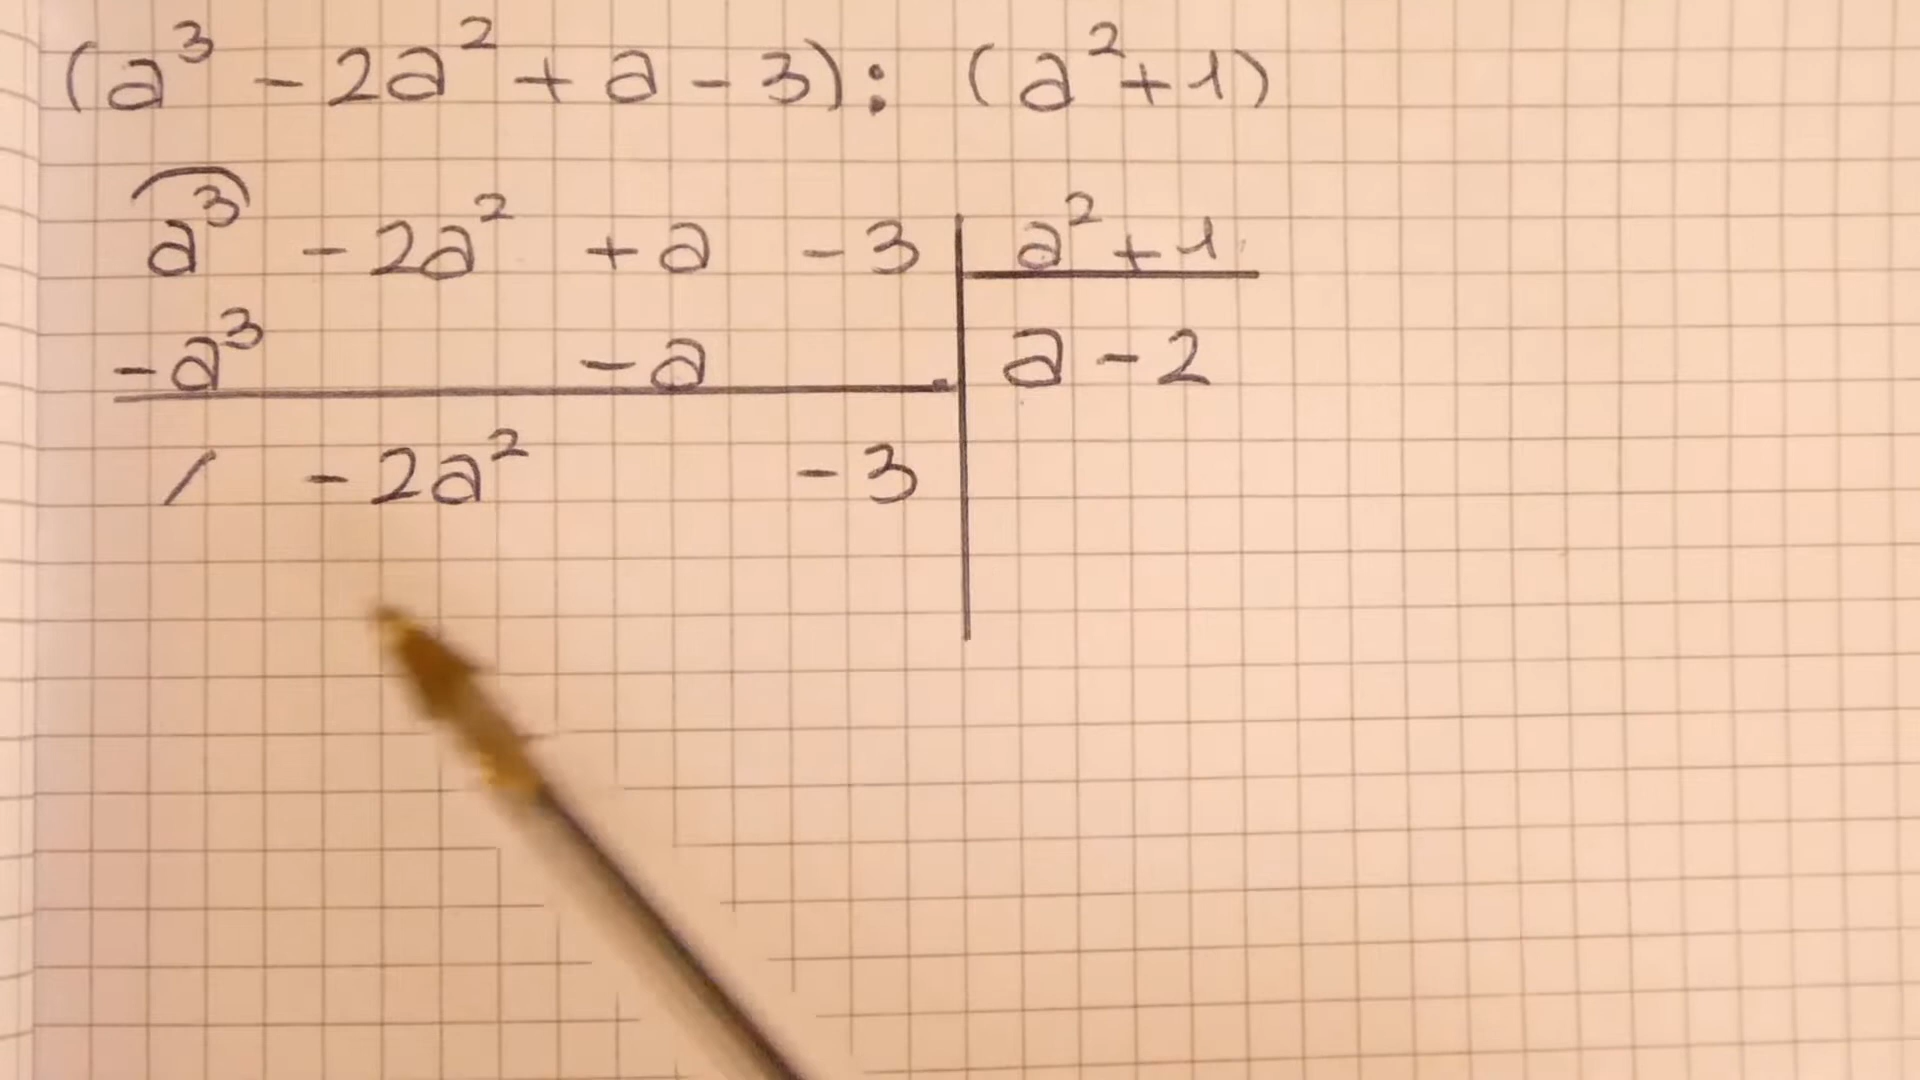 (a³ - 2a² + a - 3) : (a² + 1)
a³ - 2a² + a - 3 | a² + 1
-a³ - a | a - 2
/ - 2a² - 3